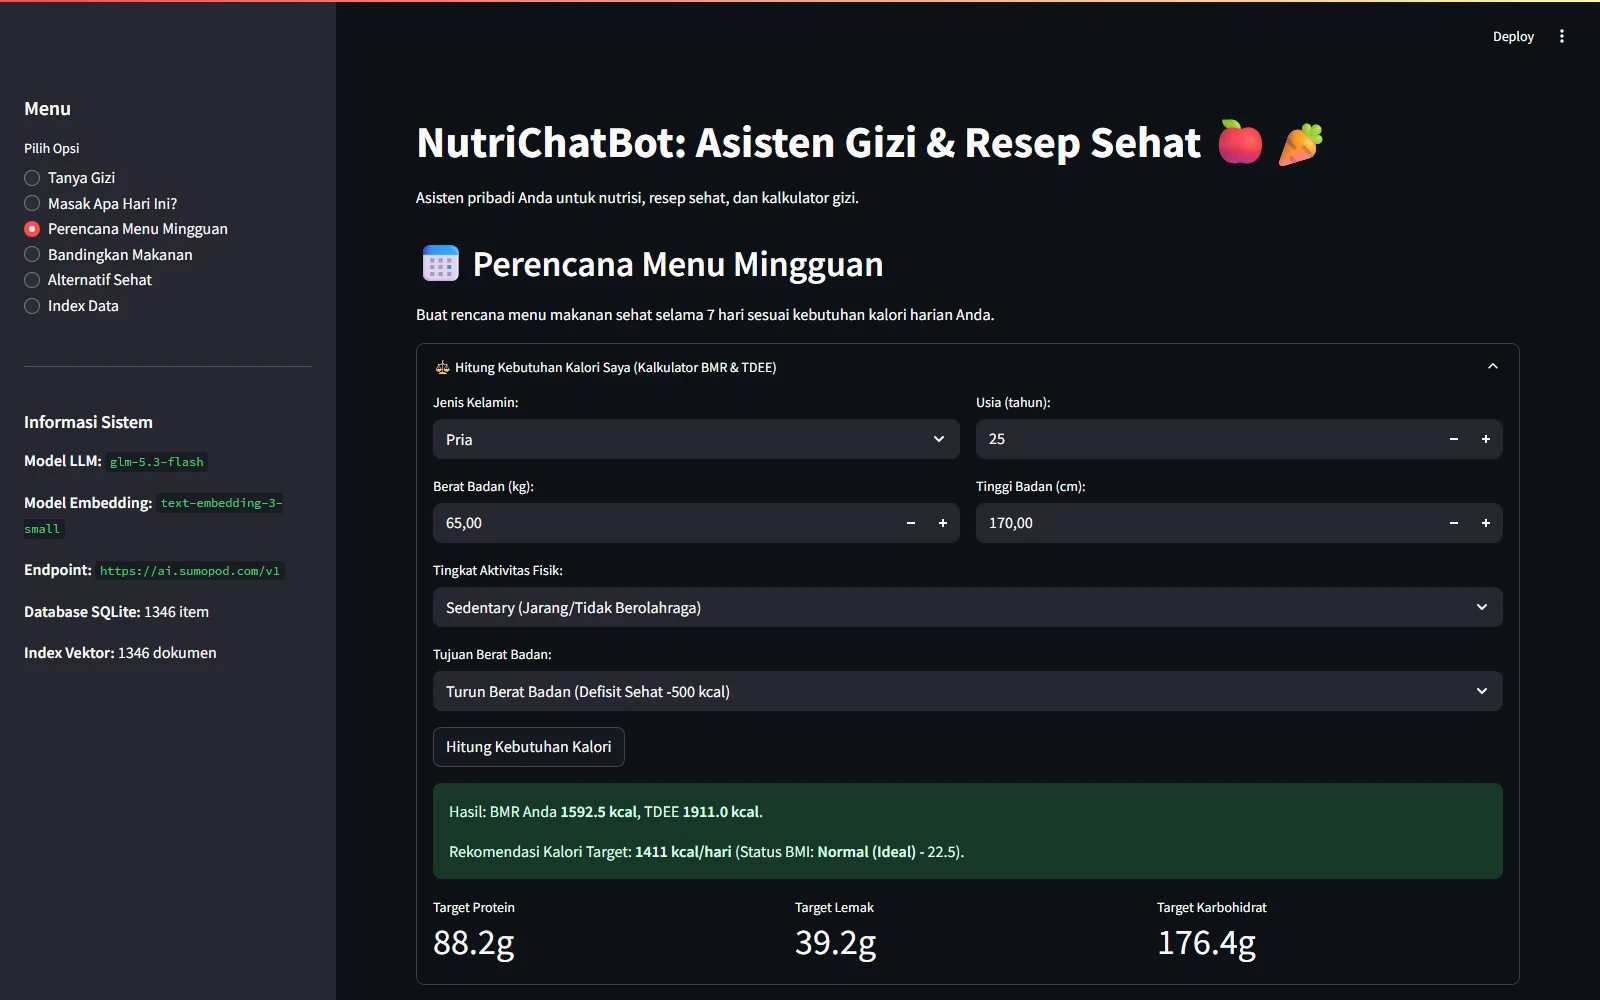 Deploy
Menu
Pilih Opsi
Tanya Gizi
Masak Apa Hari Ini?
Perencana Menu Mingguan
Bandingkan Makanan
Alternatif Sehat
Index Data
Informasi Sistem
Model LLM: glm-5.3-flash
Model Embedding: text-embedding-3-
small
Endpoint: https://ai.sumopod.com/v1
Database SQLite: 1346 item
Index Vektor: 1346 dokumen
NutriChatBot: Asisten Gizi & Resep Sehat
Asisten pribadi Anda untuk nutrisi, resep sehat, dan kalkulator gizi.
Perencana Menu Mingguan
Buat rencana menu makanan sehat selama 7 hari sesuai kebutuhan kalori harian Anda.
Hitung Kebutuhan Kalori Saya (Kalkulator BMR & TDEE)
Jenis Kelamin:
Pria
Usia (tahun):
25
Berat Badan (kg):
65,00
Tinggi Badan (cm):
170,00
Tingkat Aktivitas Fisik:
Sedentary (Jarang/Tidak Berolahraga)
Tujuan Berat Badan:
Turun Berat Badan (Defisit Sehat -500 kcal)
Hitung Kebutuhan Kalori
Hasil: BMR Anda 1592.5 kcal, TDEE 1911.0 kcal.
Rekomendasi Kalori Target: 1411 kcal/hari (Status BMI: Normal (Ideal) - 22.5).
Target Protein
88.2g
Target Lemak
39.2g
Target Karbohidrat
176.4g